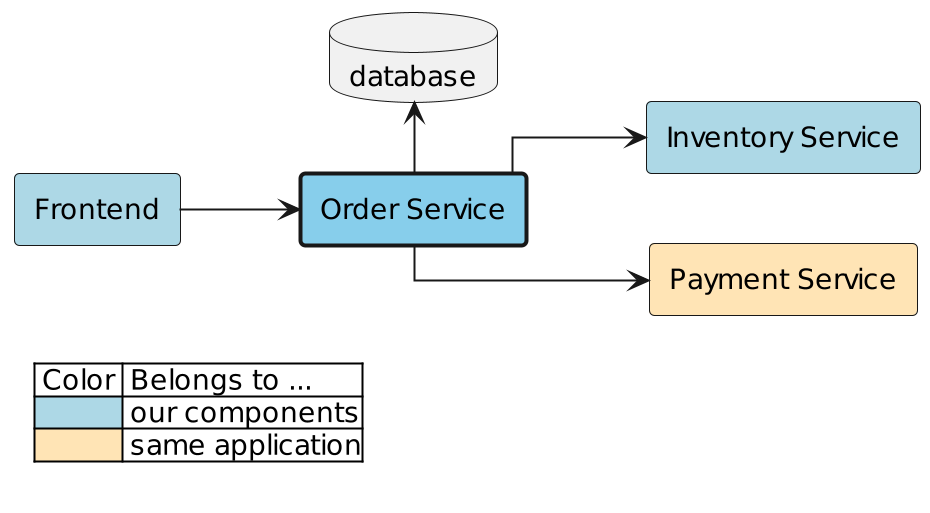 database
Inventory Service
Frontend
Order Service
Payment Service
Color Belongs to ...
our components
same application